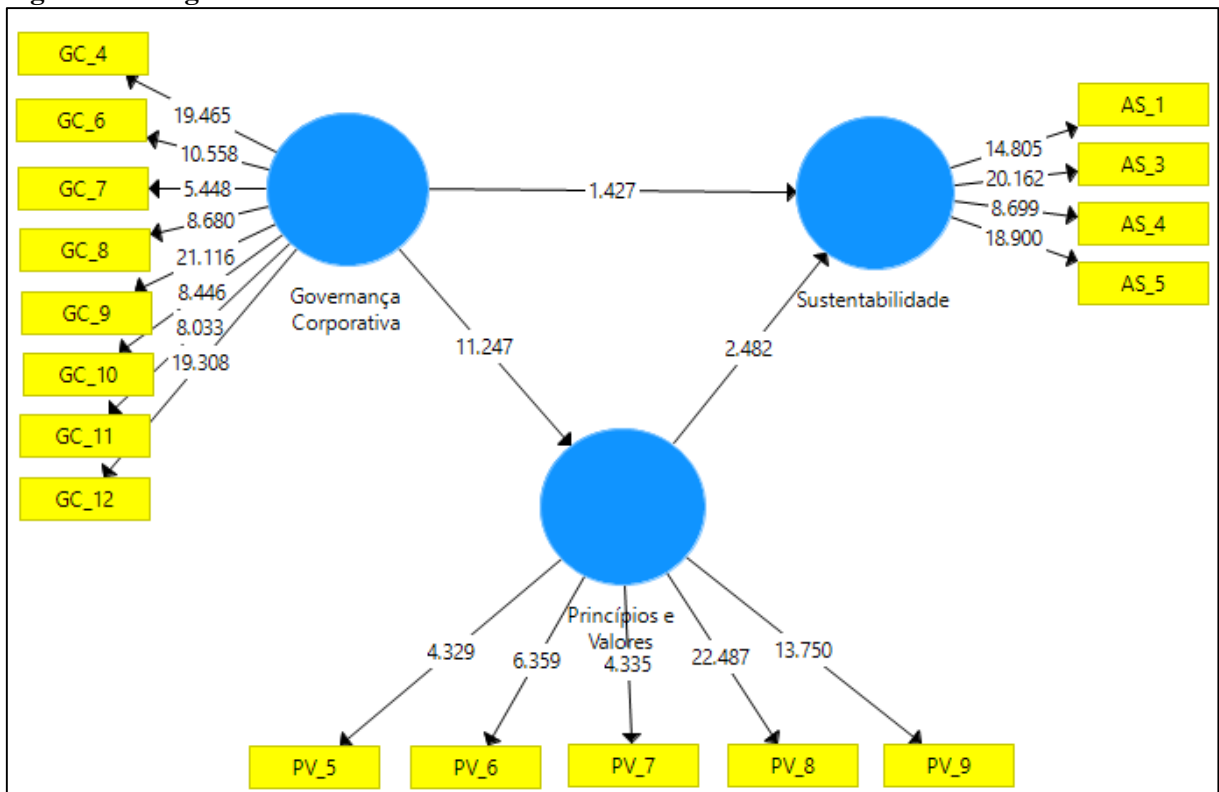 GC_4
GC_6
GC_7
GC_8
GC_9
GC_10
GC_11
GC_12
19.465
10.558
5.448
8.680
21.116
8.446
8.033
19.308
Governança
Corporativa
1.427
11.247
2.482
Sustentabilidade
14.805
20.162
8.699
18.900
AS_1
AS_3
AS_4
AS_5
Princípios e
Valores
4.329
6.359
4.335
22.487
13.750
PV_5
PV_6
PV_7
PV_8
PV_9